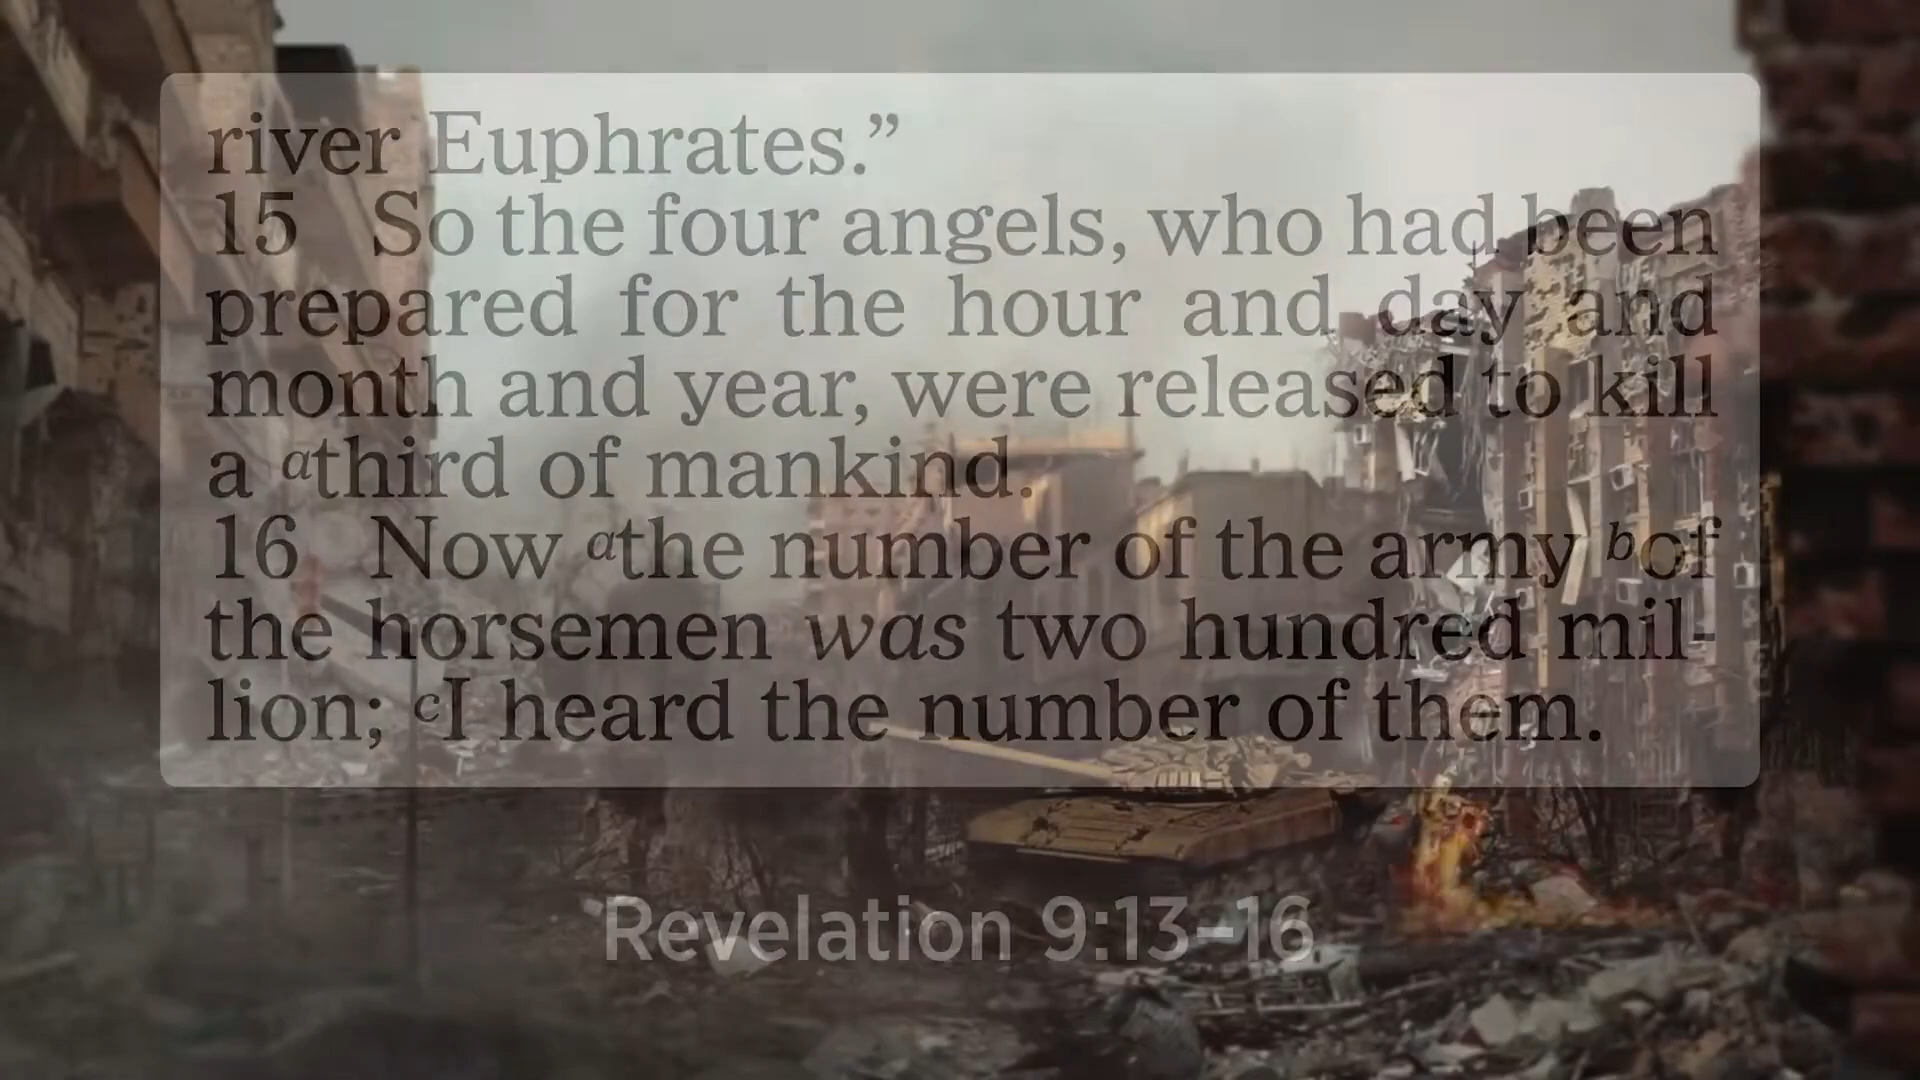 river Euphrates.”
15 So the four angels, who had been
prepared for the hour and day and
month and year, were released to kill
a ᵃthird of mankind.
16 Now ᵃthe number of the army ᵇof
the horsemen was two hundred mil-
lion; ᶜI heard the number of them.
Revelation 9:13–16